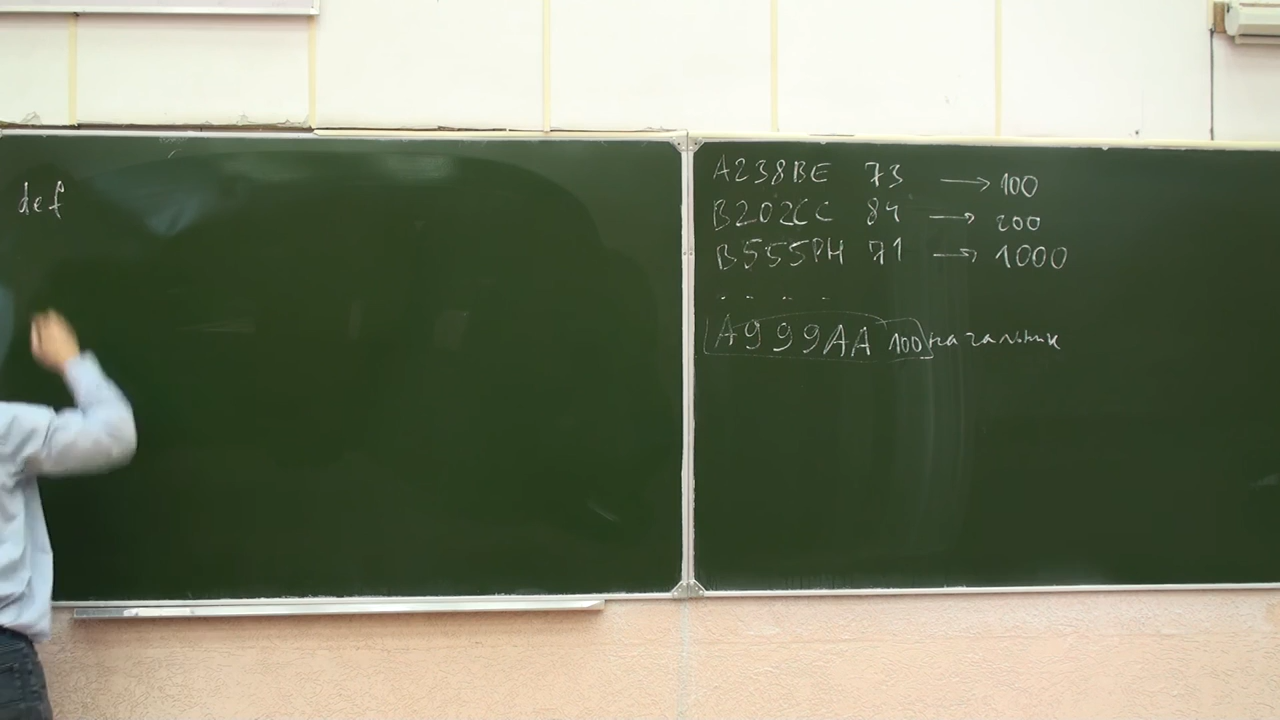 def
A238BE 73 → 100
B202CC 84 → 200
B555PH 71 → 1000
....
A999AA 100 начальник